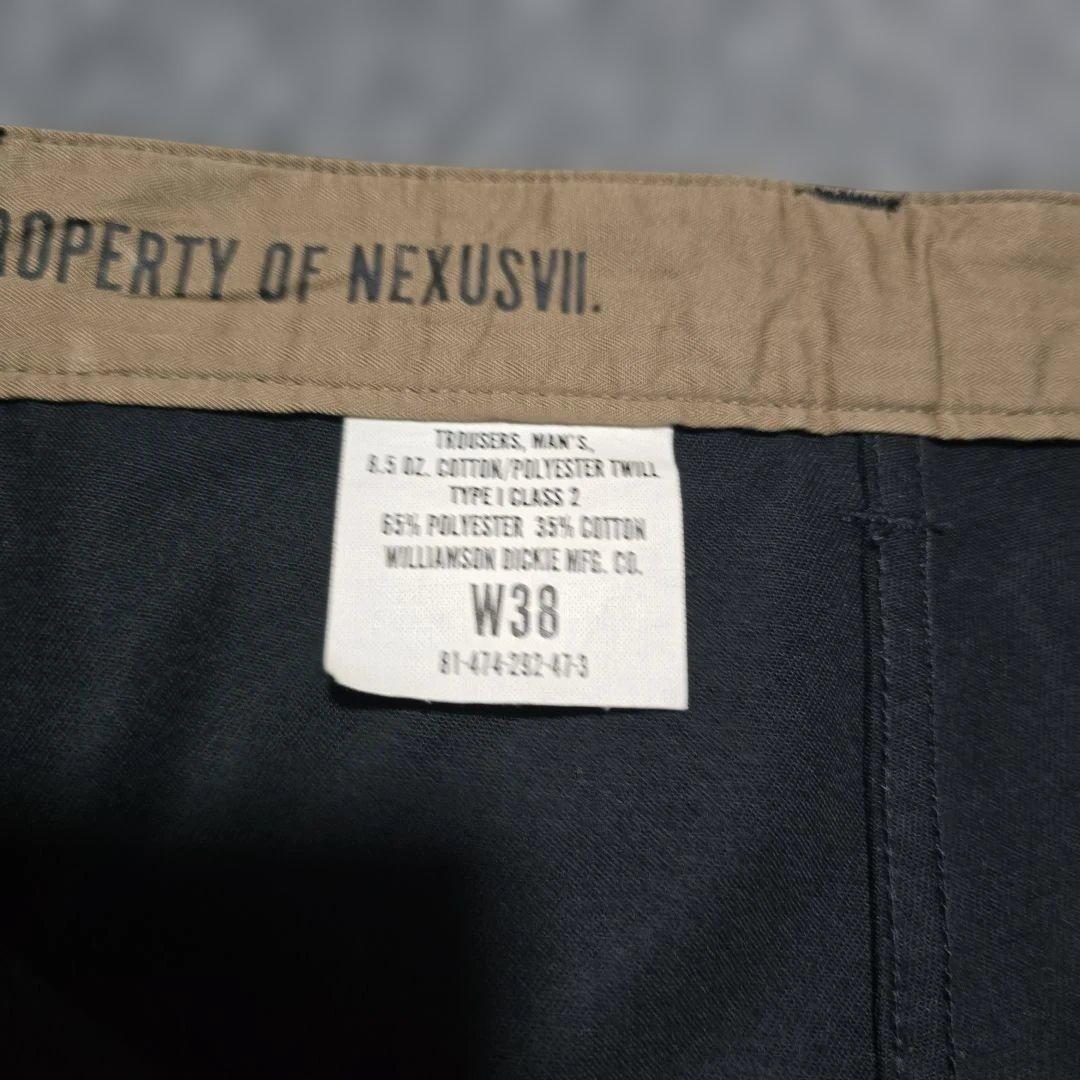 ROPERTY OF NEXUSVII.
TROUSERS, MAN'S,
8.5 OZ. COTTON/POLYESTER TWILL
TYPE I CLASS 2
65% POLYESTER 35% COTTON
WILLIAMSON DICKIE MFG. CO.
W38
81-474-292-47-3